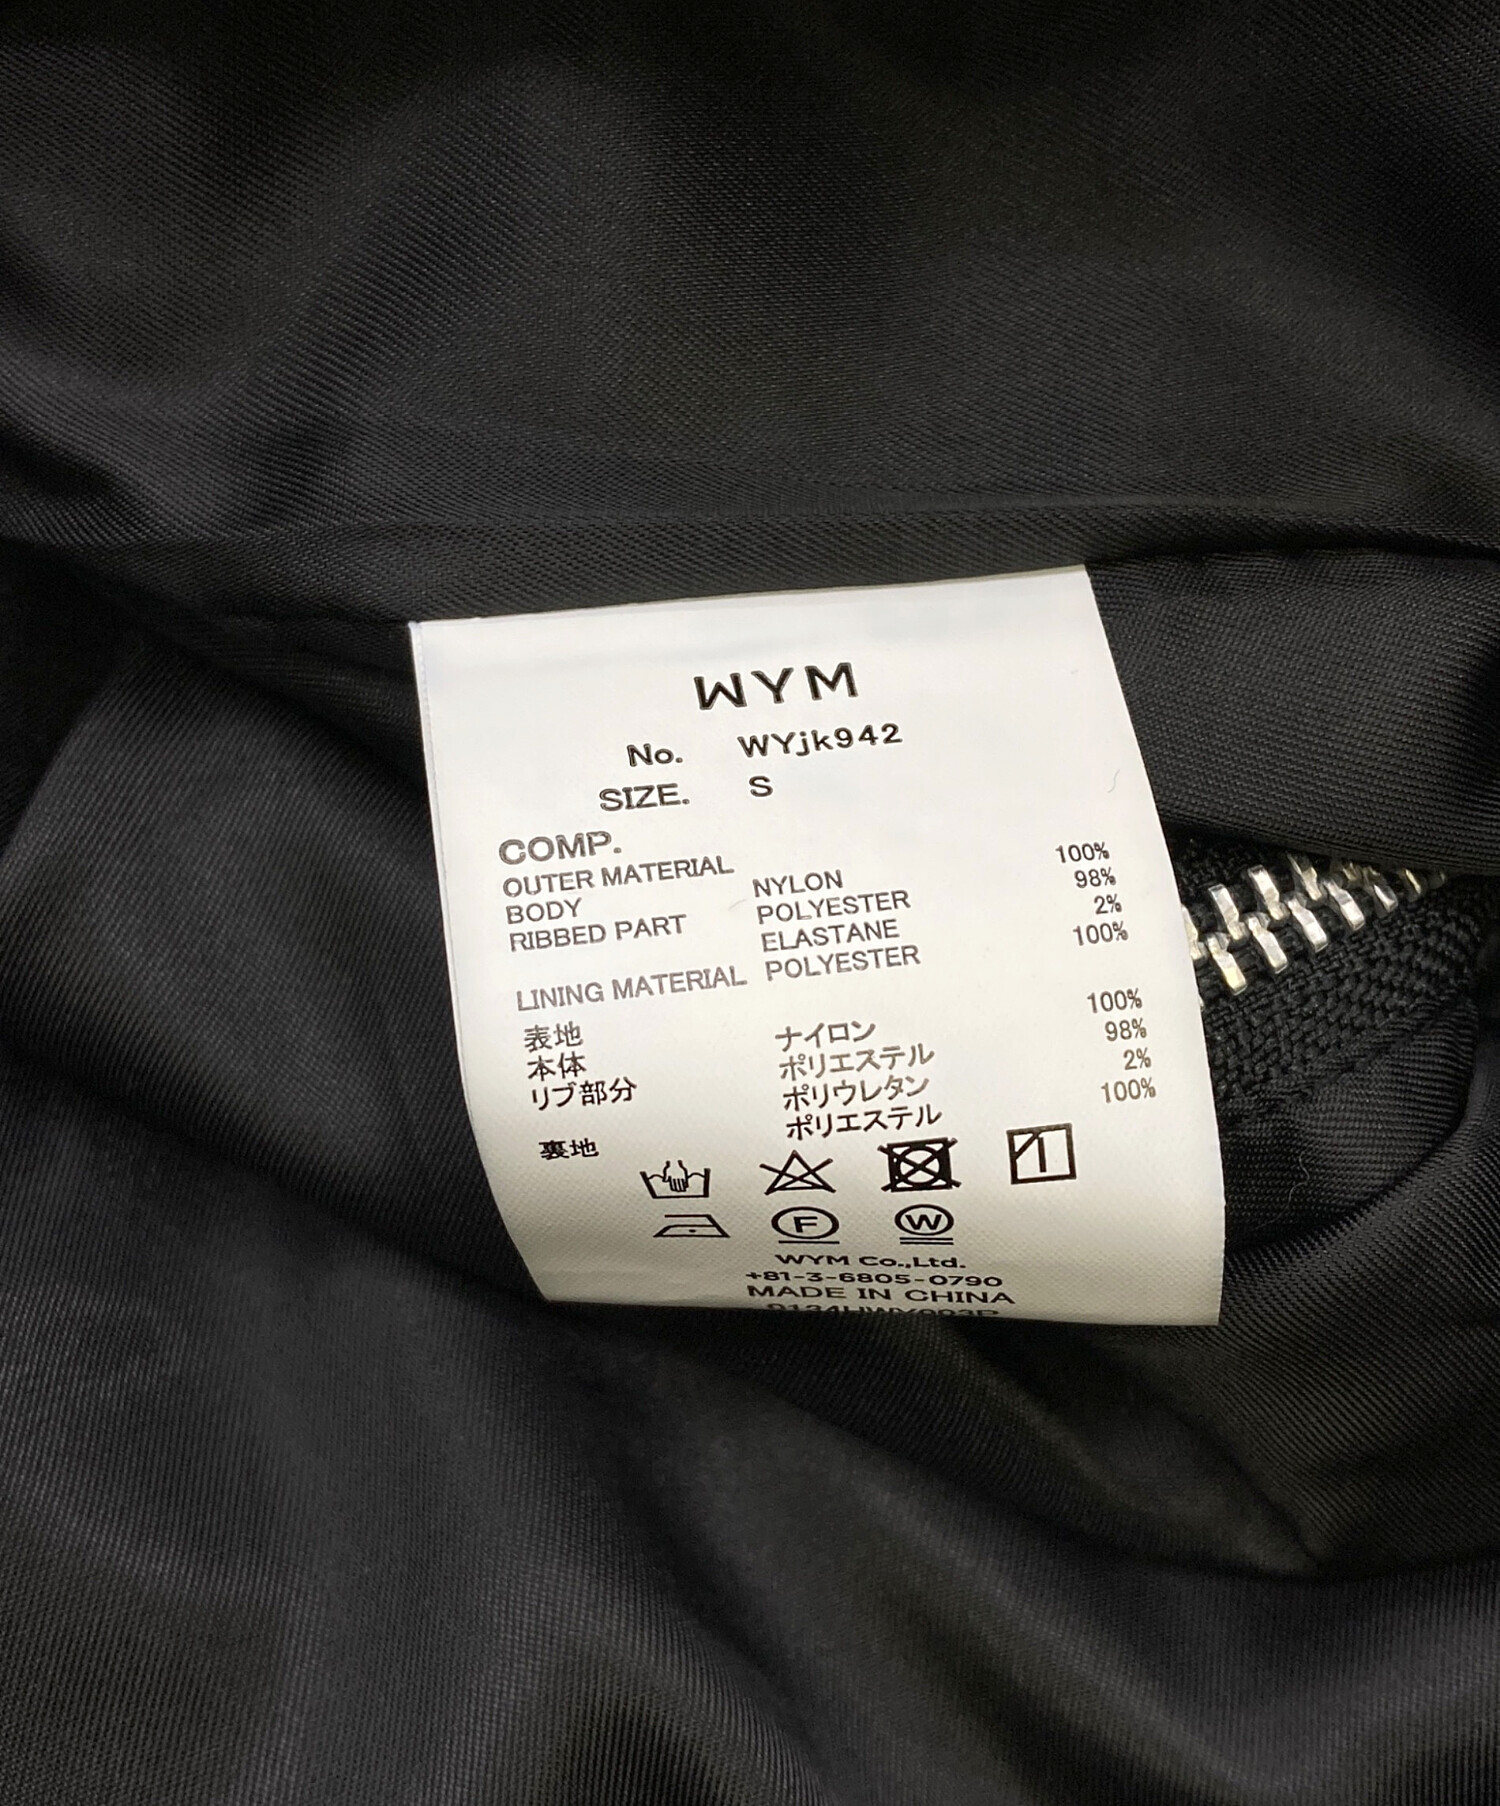 WYM
No. WYjk942
SIZE. S
COMP.
OUTER MATERIAL
BODY NYLON 100%
RIBBED PART POLYESTER 98%
ELASTANE 2%
LINING MATERIAL POLYESTER 100%
表地
本体 ナイロン 100%
リブ部分 ポリエステル 98%
ポリウレタン 2%
裏地 ポリエステル 100%
F W
WYM Co.,Ltd.
+81-3-6805-0790
MADE IN CHINA